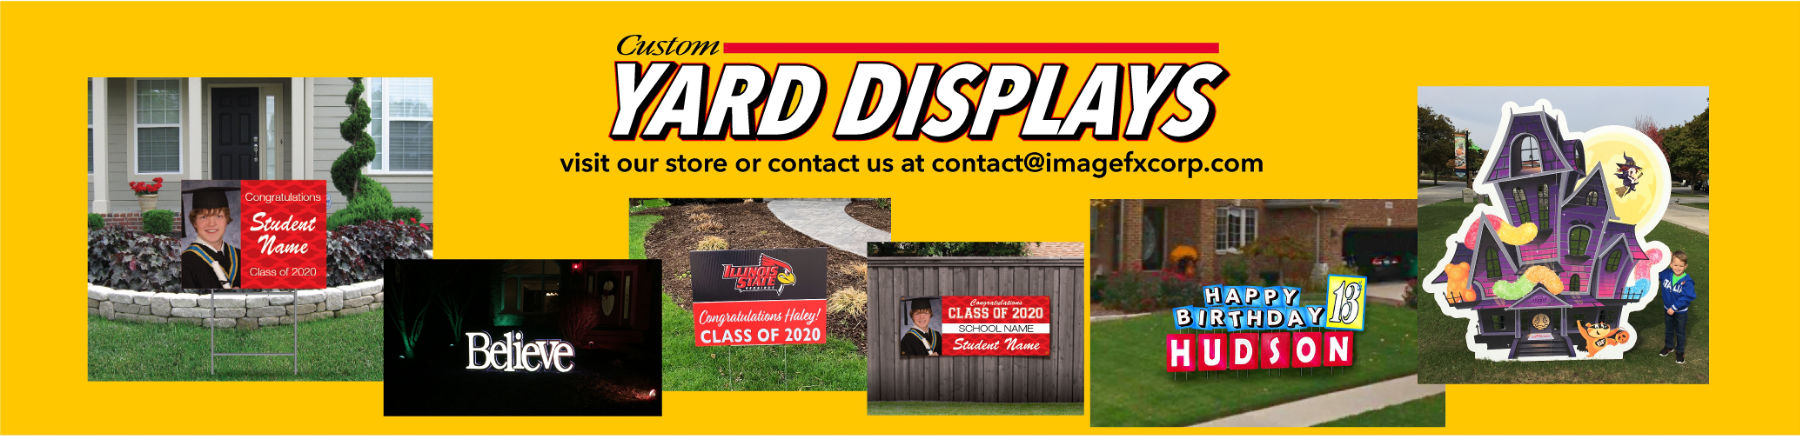 Custom
YARD DISPLAYS
visit our store or contact us at contact@imagefxcorp.com
Congratulations
Student
Name
Class of 2020
Believe
ILLINOIS
STATE
Congratulations Haley!
CLASS OF 2020
Congratulations
CLASS OF 2020
SCHOOL NAME
Student Name
HAPPY
BIRTHDAY
13
HUDSON